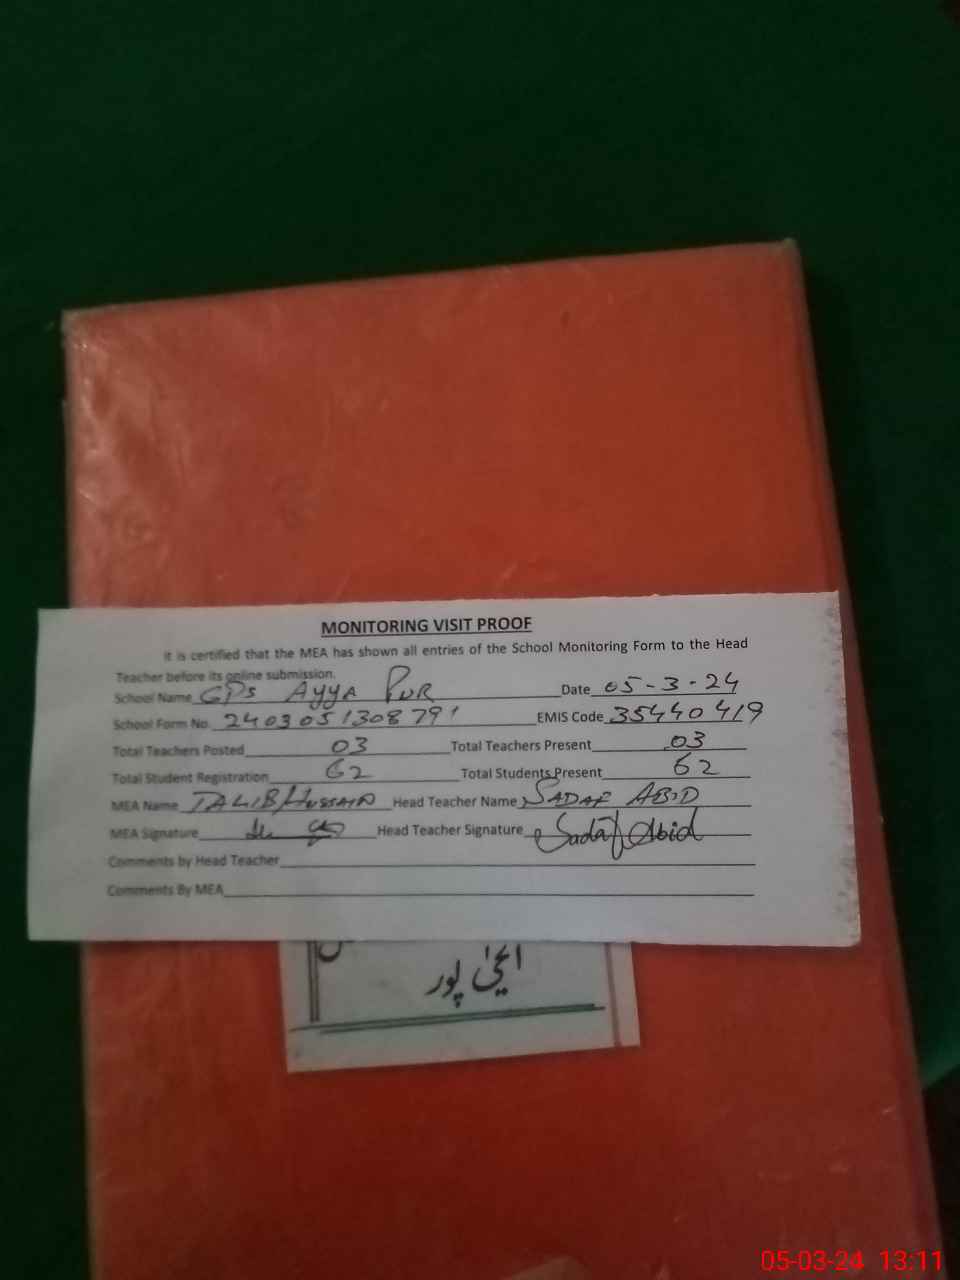 MONITORING VISIT PROOF
It is certified that the MEA has shown all entries of the School Monitoring Form to the Head
Teacher before its online submission.
School Name GPS AYYA PUR Date 05-3-24
School Form No. 2403051308791 EMIS Code 35440419
Total Teachers Posted 03 Total Teachers Present 03
Total Student Registration 62 Total Students Present 62
MEA Name TALIB HUSSAIN Head Teacher Name SADAF ABID
MEA Signature Head Teacher Signature Sadaf Abid
Comments by Head Teacher
Comments By MEA
پور
05-03-24 13:11